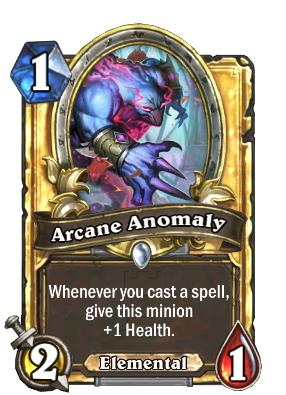 1
Arcane Anomaly
Whenever you cast a spell,
give this minion
+1 Health.
2
Elemental
1